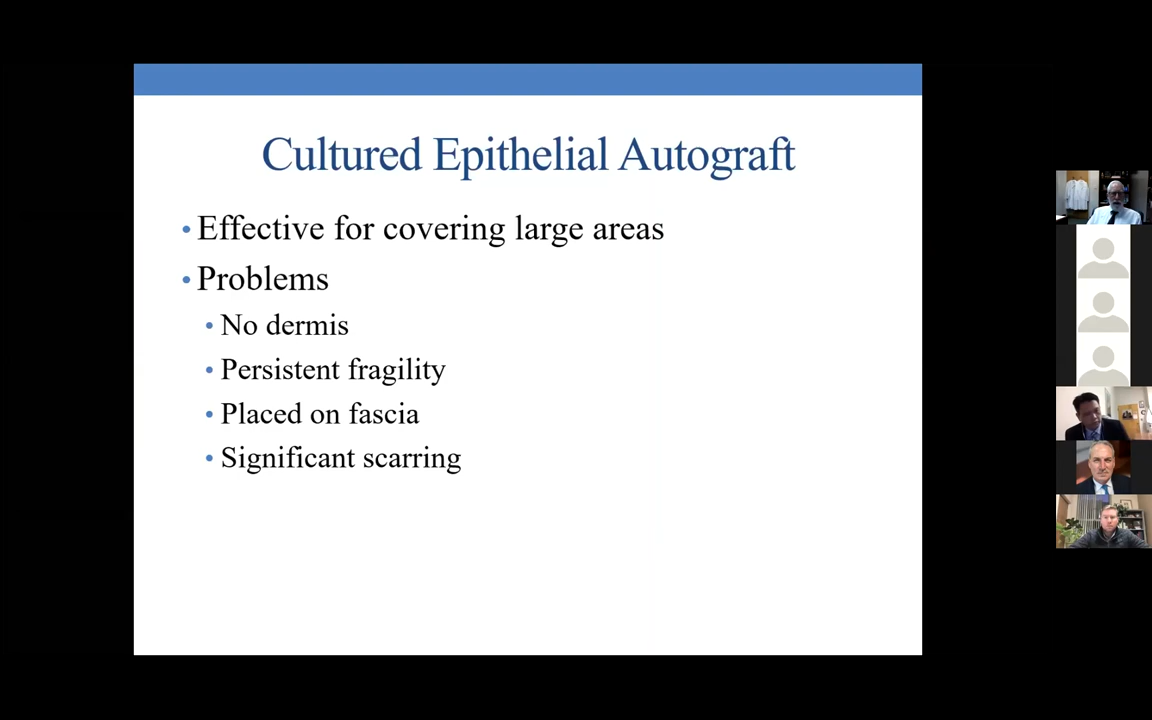 Cultured Epithelial Autograft
• Effective for covering large areas
• Problems
• No dermis
• Persistent fragility
• Placed on fascia
• Significant scarring